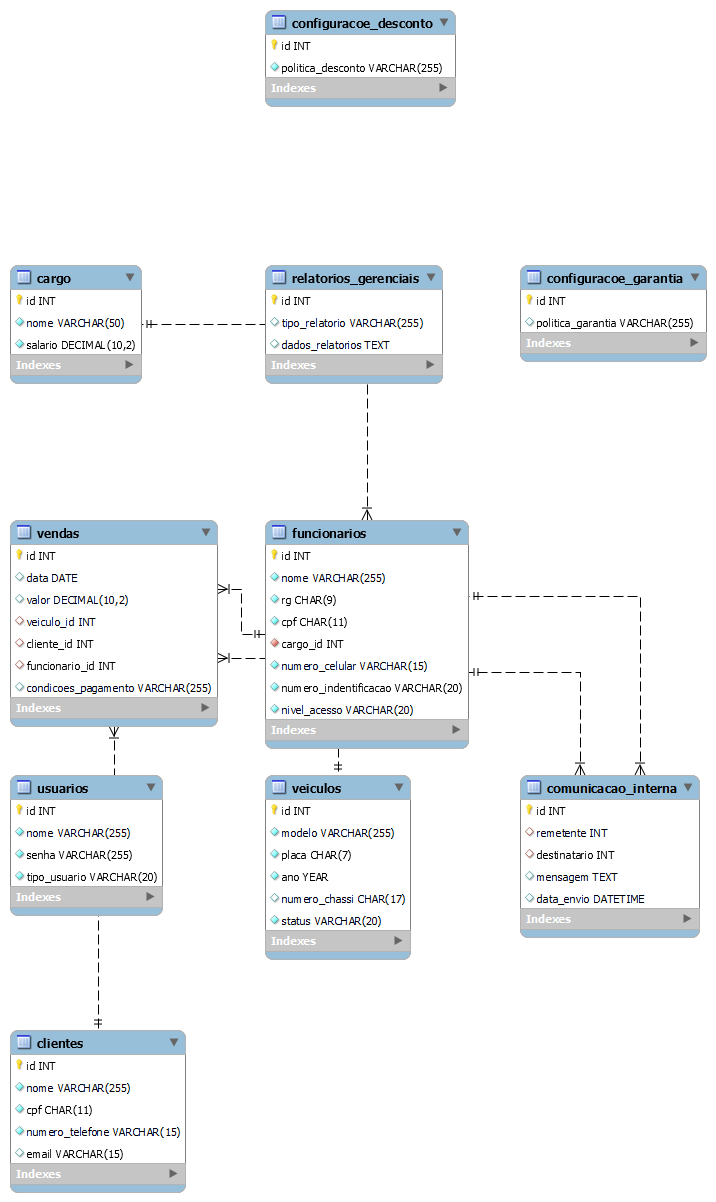 configuracoe_desconto
id INT
politica_desconto VARCHAR(255)
Indexes
cargo
id INT
nome VARCHAR(50)
salario DECIMAL(10,2)
Indexes
relatorios_gerenciais
id INT
tipo_relatorio VARCHAR(255)
dados_relatorios TEXT
Indexes
configuracoe_garantia
id INT
politica_garantia VARCHAR(255)
Indexes
vendas
id INT
data DATE
valor DECIMAL(10,2)
veiculo_id INT
cliente_id INT
funcionario_id INT
condicoes_pagamento VARCHAR(255)
Indexes
funcionarios
id INT
nome VARCHAR(255)
rg CHAR(9)
cpf CHAR(11)
cargo_id INT
numero_celular VARCHAR(15)
numero_indentificacao VARCHAR(20)
nivel_acesso VARCHAR(20)
Indexes
usuarios
id INT
nome VARCHAR(255)
senha VARCHAR(255)
tipo_usuario VARCHAR(20)
Indexes
veiculos
id INT
modelo VARCHAR(255)
placa CHAR(7)
ano YEAR
numero_chassi CHAR(17)
status VARCHAR(20)
Indexes
comunicacao_interna
id INT
remetente INT
destinatario INT
mensagem TEXT
data_envio DATETIME
Indexes
clientes
id INT
nome VARCHAR(255)
cpf CHAR(11)
numero_telefone VARCHAR(15)
email VARCHAR(15)
Indexes